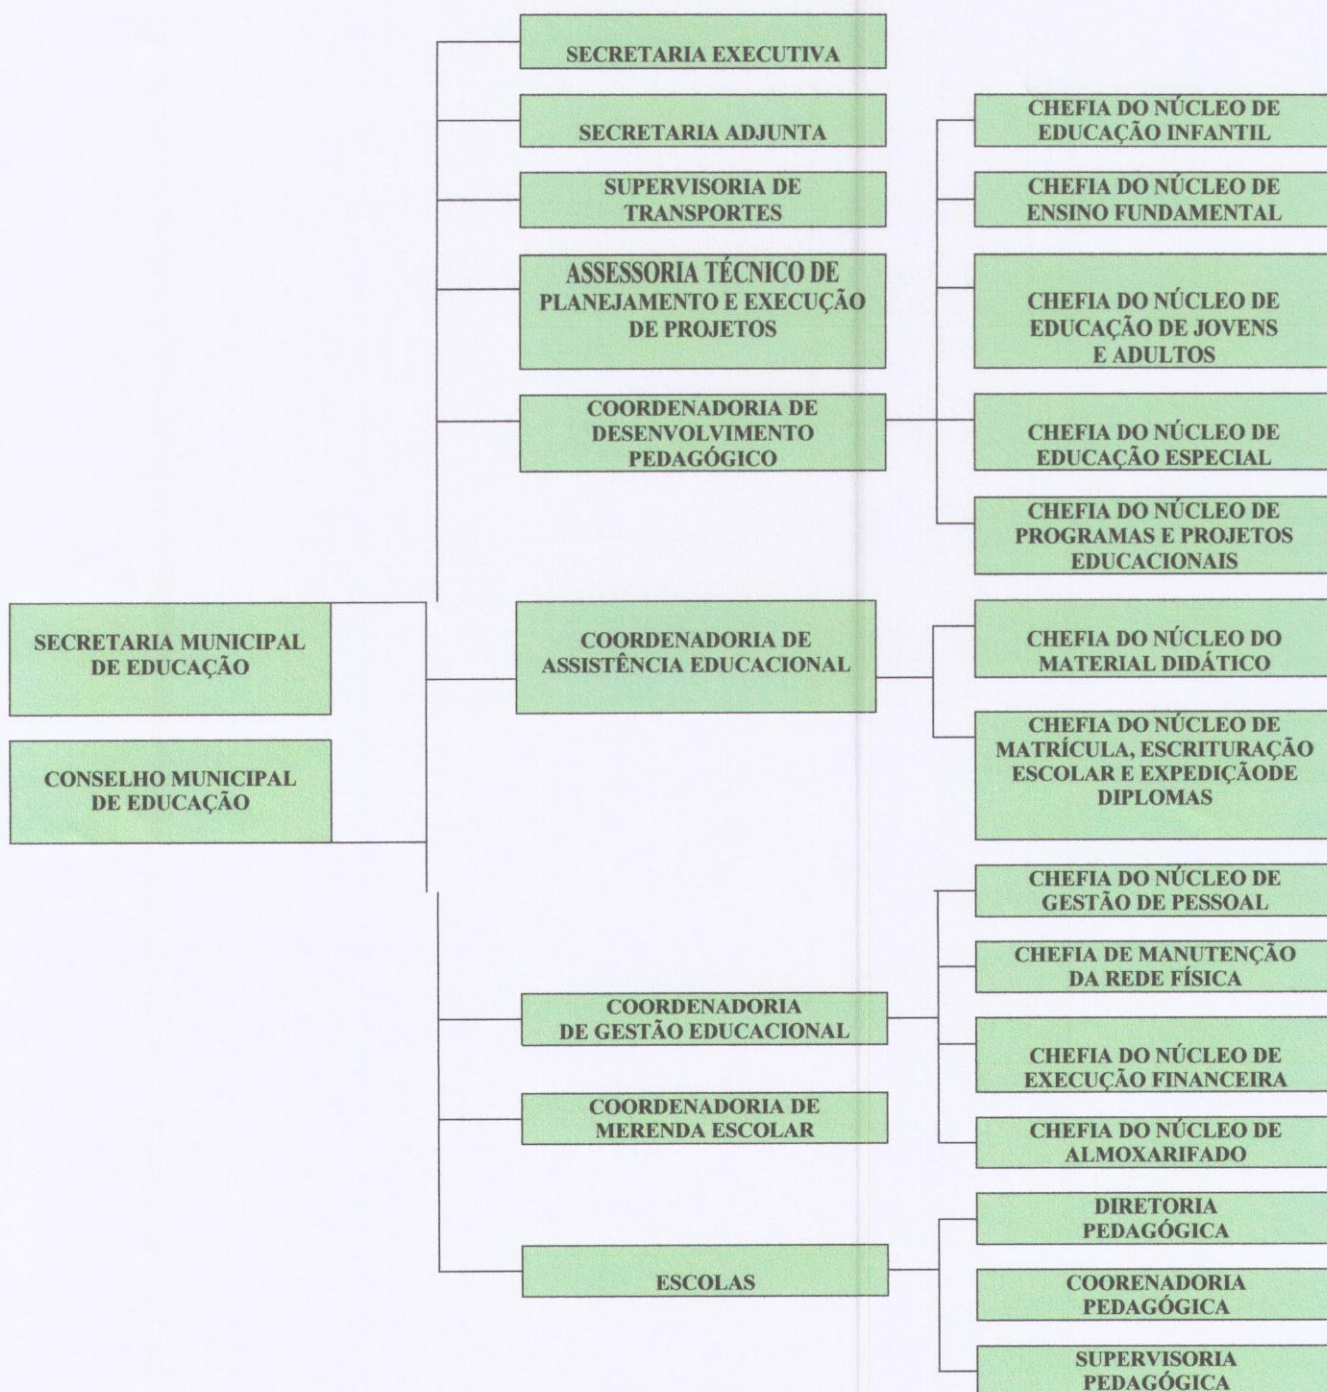 SECRETARIA EXECUTIVA
SECRETARIA ADJUNTA
SUPERVISORIA DE
TRANSPORTES
ASSESSORIA TÉCNICO DE
PLANEJAMENTO E EXECUÇÃO
DE PROJETOS
COORDENADORIA DE
DESENVOLVIMENTO
PEDAGÓGICO
CHEFIA DO NÚCLEO DE
EDUCAÇÃO INFANTIL
CHEFIA DO NÚCLEO DE
ENSINO FUNDAMENTAL
CHEFIA DO NÚCLEO DE
EDUCAÇÃO DE JOVENS
E ADULTOS
CHEFIA DO NÚCLEO DE
EDUCAÇÃO ESPECIAL
CHEFIA DO NÚCLEO DE
PROGRAMAS E PROJETOS
EDUCACIONAIS
SECRETARIA MUNICIPAL
DE EDUCAÇÃO
CONSELHO MUNICIPAL
DE EDUCAÇÃO
COORDENADORIA DE
ASSISTÊNCIA EDUCACIONAL
CHEFIA DO NÚCLEO DO
MATERIAL DIDÁTICO
CHEFIA DO NÚCLEO DE
MATRÍCULA, ESCRITURAÇÃO
ESCOLAR E EXPEDIÇÃODE
DIPLOMAS
COORDENADORIA
DE GESTÃO EDUCACIONAL
CHEFIA DO NÚCLEO DE
GESTÃO DE PESSOAL
CHEFIA DE MANUTENÇÃO
DA REDE FÍSICA
CHEFIA DO NÚCLEO DE
EXECUÇÃO FINANCEIRA
CHEFIA DO NÚCLEO DE
ALMOXARIFADO
COORDENADORIA DE
MERENDA ESCOLAR
ESCOLAS
DIRETORIA
PEDAGÓGICA
COORENADORIA
PEDAGÓGICA
SUPERVISORIA
PEDAGÓGICA